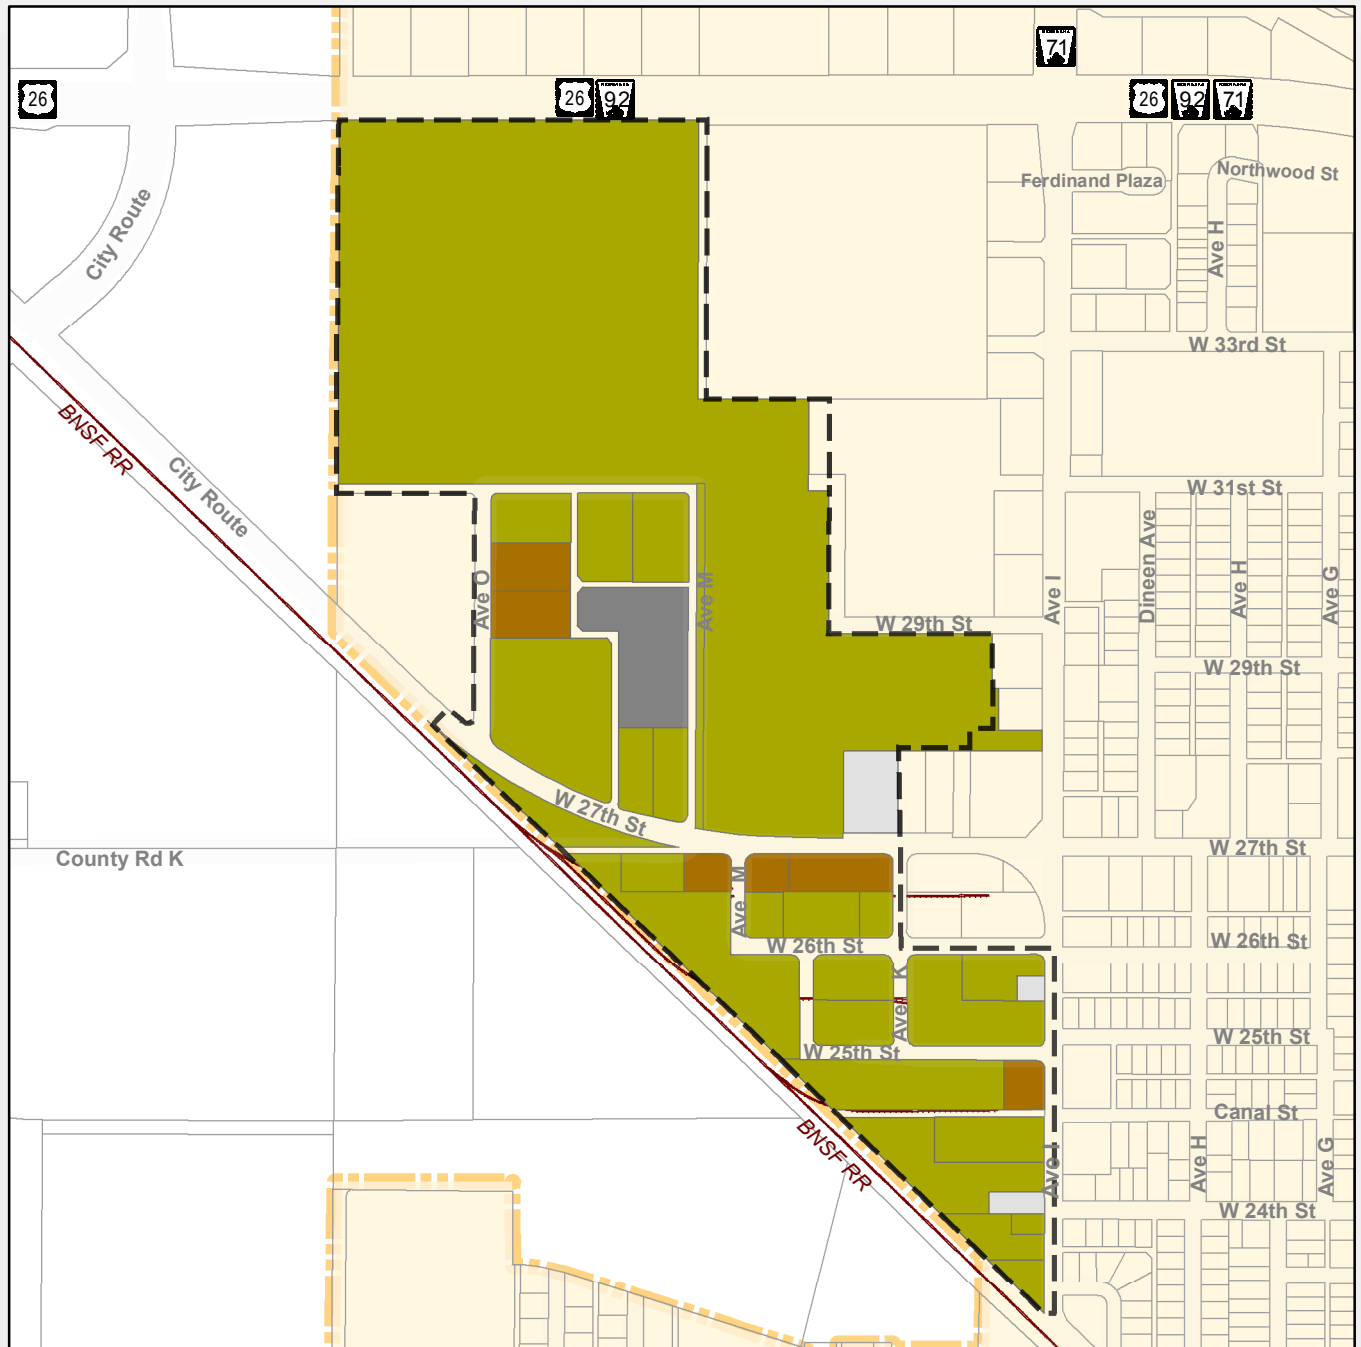 71
26
26
92
26
92
71
Ferdinand Plaza
Northwood St
City Route
Ave H
W 33rd St
BNSF RR
City Route
W 31st St
Ave O
Ave M
Ave I
Dineen Ave
Ave H
Ave G
W 29th St
W 29th St
W 27th St
W 27th St
County Rd K
Ave M
W 26th St
W 26th St
Ave K
W 25th St
W 25th St
Canal St
BNSF RR
Ave I
Ave H
Ave G
W 24th St